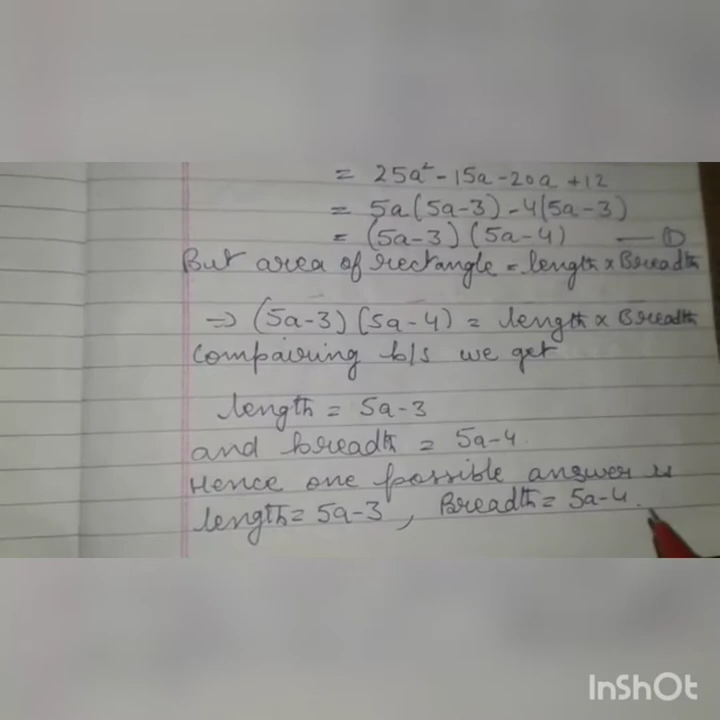 = 25a² - 15a - 20a + 12
= 5a(5a-3) - 4(5a-3)
= (5a-3) (5a-4) — ①
But area of rectangle = length × Breadth
⇒ (5a-3) (5a-4) = length × Breadth
Compairing b/s we get
length = 5a-3
and breadth = 5a-4
Hence one possible answer is
length = 5a-3, Breadth = 5a-4.
InShOt